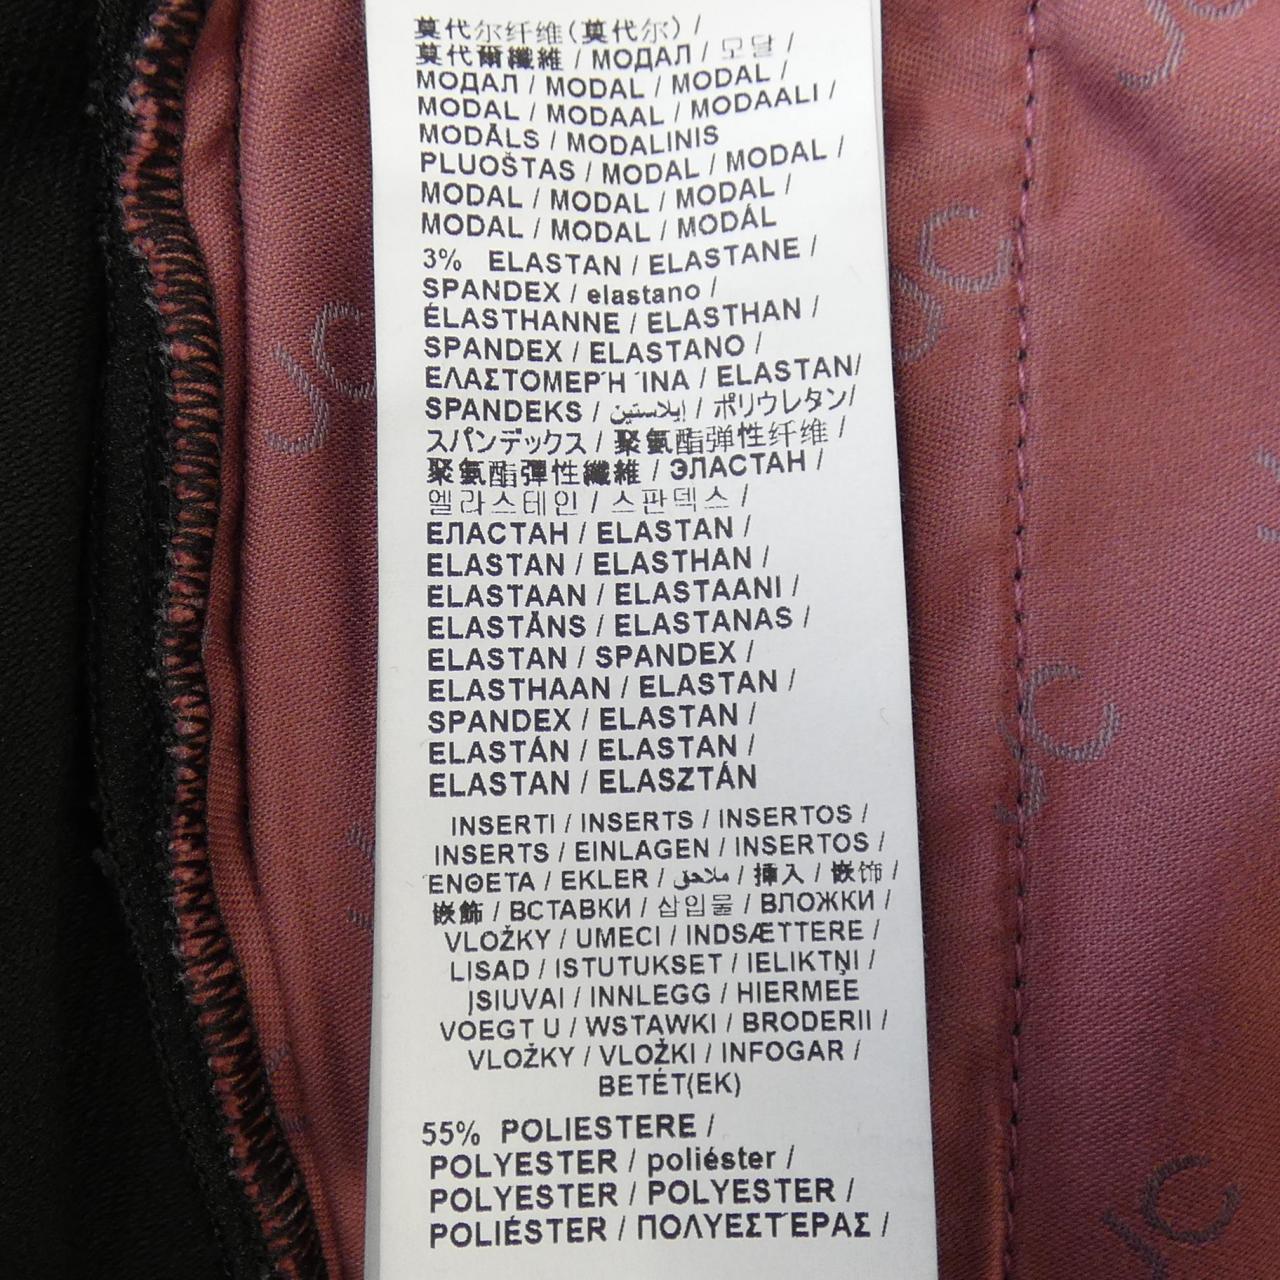 莫代尔纤维(莫代尔) /
莫代爾纖維 / МОДАЛ / 모달 /
МОДАЛ / MODAL / MODAL /
MODAL / MODAAL / MODAALI /
MODĀLS / MODALINIS
PLUOŠTAS / MODAL / MODAL /
MODAL / MODAL / MODAL /
MODAL / MODAL / MODÁL
3% ELASTAN / ELASTANE /
SPANDEX / elastano /
ÉLASTHANNE / ELASTHAN /
SPANDEX / ELASTANO /
ΕΛΑΣΤΟΜΕΡΉ ΊΝΑ / ELASTAN/
SPANDEKS / إيلاستين / ポリウレタン/
スパンデックス / 聚氨酯弹性纤维 /
聚氨酯彈性纖維 / ЭЛАСТАН /
엘라스테인 / 스판덱스 /
ЕЛАСТАН / ELASTAN /
ELASTAN / ELASTHAN /
ELASTAAN / ELASTAANI /
ELASTĀNS / ELASTANAS /
ELASTAN / SPANDEX /
ELASTHAAN / ELASTAN /
SPANDEX / ELASTAN /
ELASTÁN / ELASTAN /
ELASTAN / ELASZTÁN
INSERTI / INSERTS / INSERTOS /
INSERTS / EINLAGEN / INSERTOS /
ΈΝΘΕΤΑ / EKLER / ملاحق / 挿入 / 嵌饰 /
嵌飾 / ВСТАВКИ / 삽입물 / ВЛОЖКИ /
VLOŽKY / UMECI / INDSÆTTERE /
LISAD / ISTUTUKSET / IELIKTŅI /
ĮSIUVAI / INNLEGG / HIERMEE
VOEGT U / WSTAWKI / BRODERII /
VLOŽKY / VLOŽKI / INFOGAR /
BETÉT(EK)
55% POLIESTERE /
POLYESTER / poliéster /
POLYESTER / POLYESTER /
POLIÉSTER / ΠΟΛΥΕΣΤΈΡΑΣ /